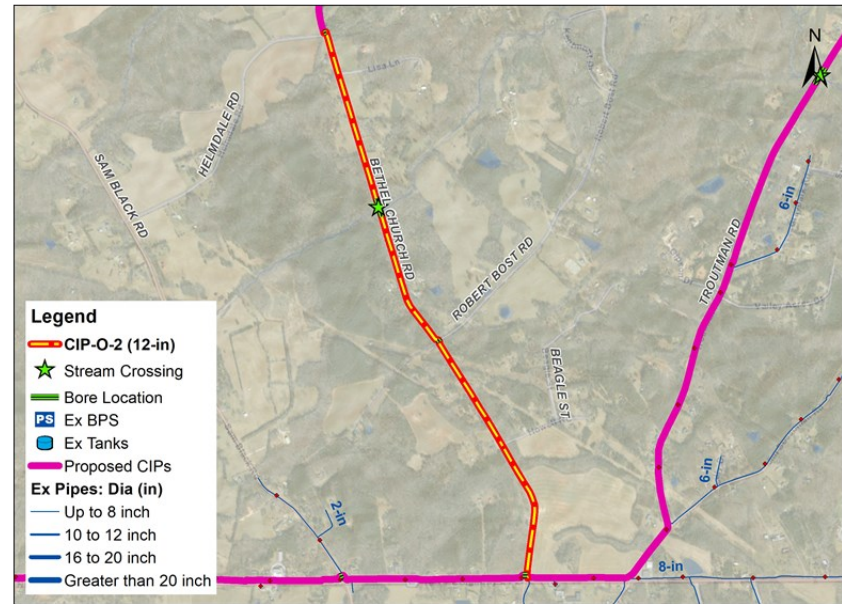 N
Liza Ln
HELMDALE RD
SAM BLACK RD
BETHEL CHURCH RD
6-in
ROBERT BOST RD
TROUTMAN RD
BEAGLE ST
Legend
CIP-O-2 (12-in)
Stream Crossing
Bore Location
PS Ex BPS
Ex Tanks
Proposed CIPs
Ex Pipes: Dia (in)
Up to 8 inch
10 to 12 inch
16 to 20 inch
Greater than 20 inch
2-in
6-in
8-in